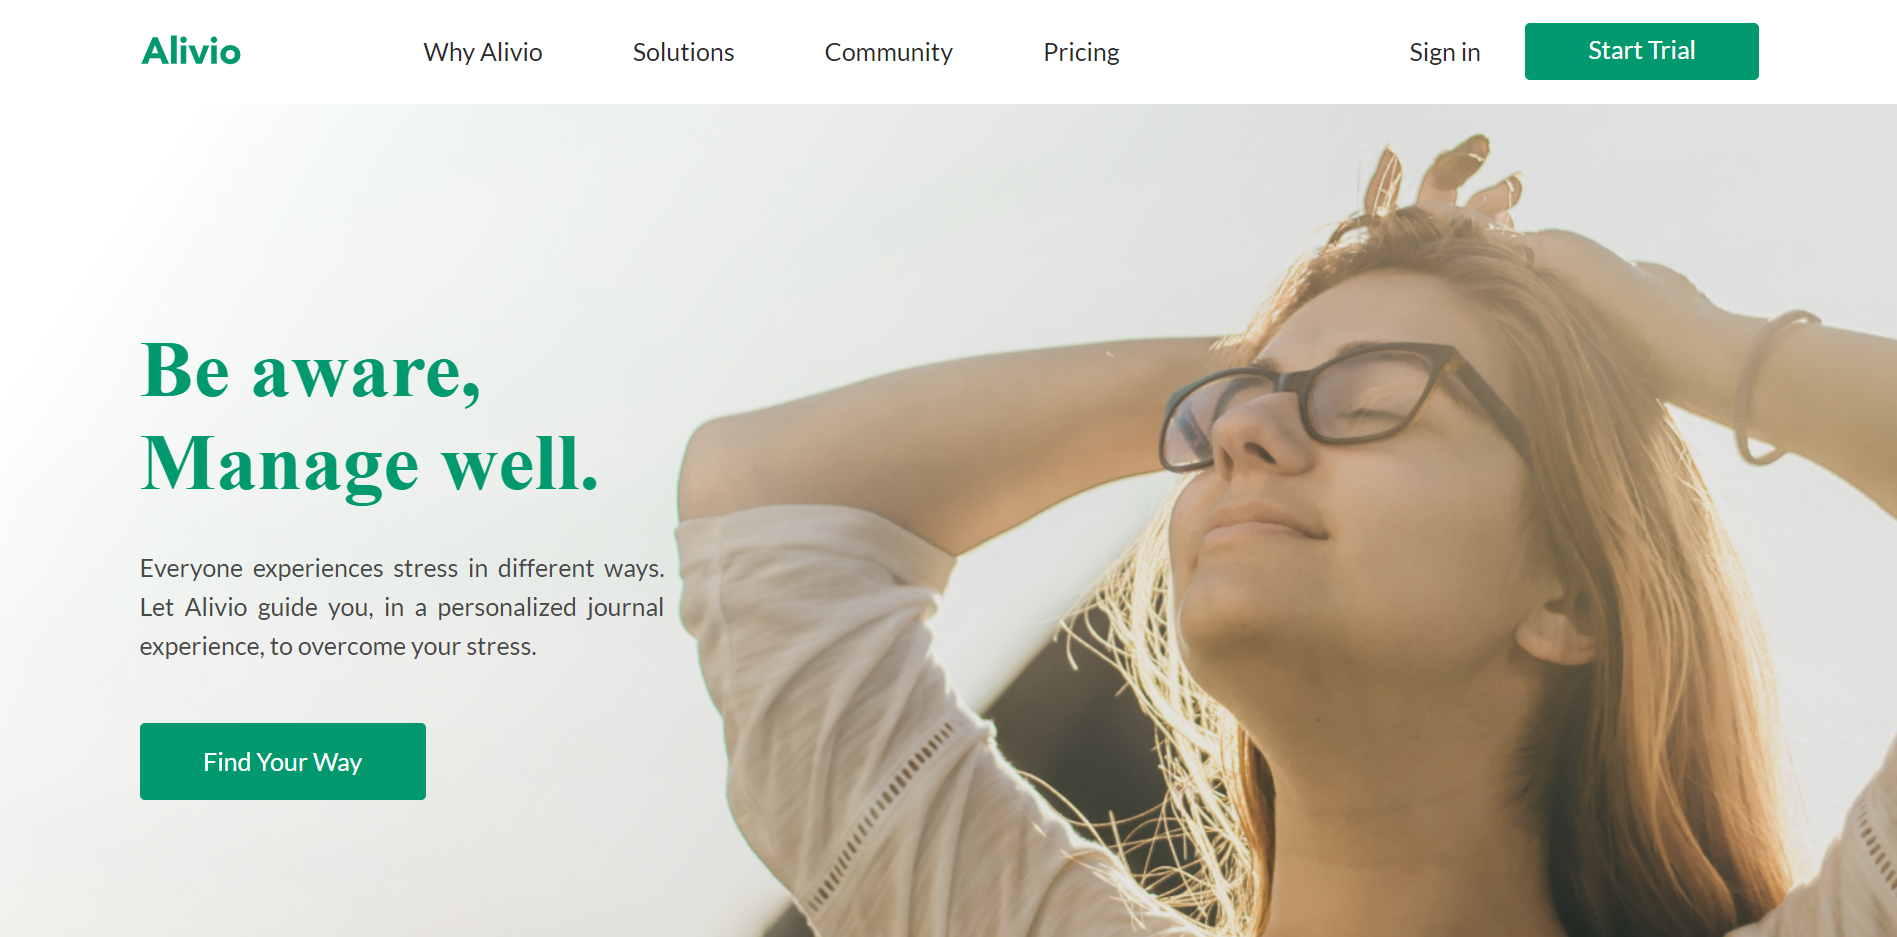 Alivio
Why Alivio
Solutions
Community
Pricing
Sign in
Start Trial
Be aware,
Manage well.
Everyone experiences stress in different ways.
Let Alivio guide you, in a personalized journal
experience, to overcome your stress.
Find Your Way